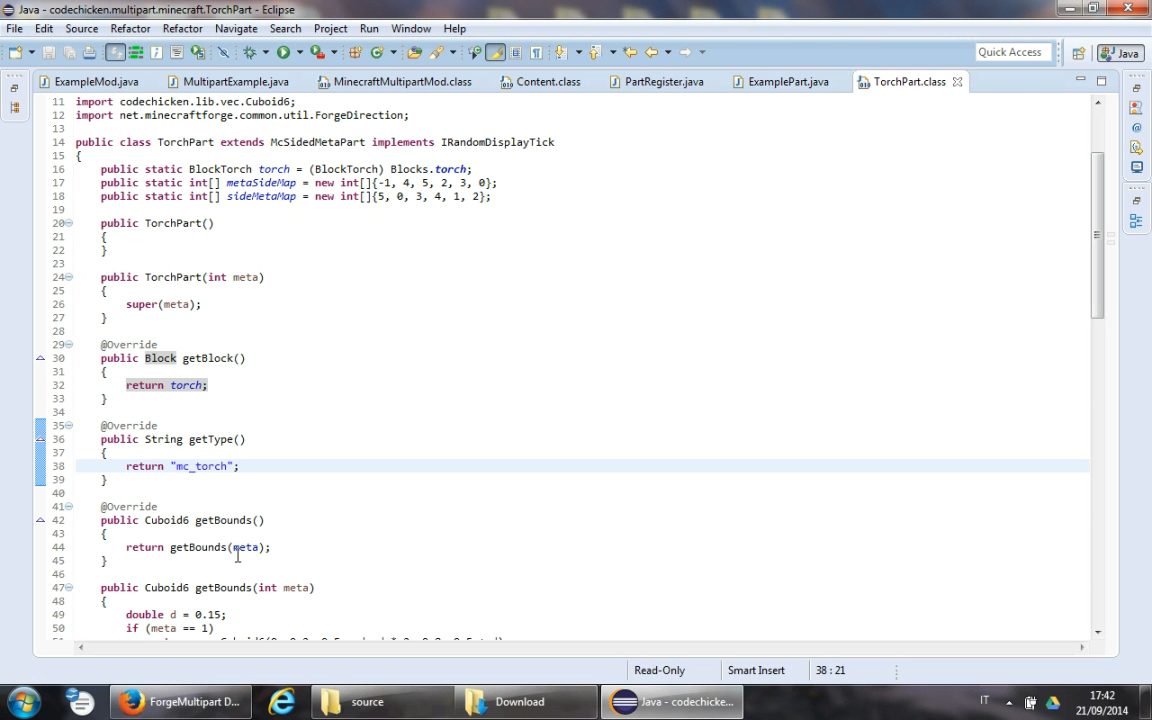 Java - codechicken.multipart.minecraft.TorchPart - Eclipse
File Edit Source Refactor Refactor Navigate Search Project Run Window Help
Quick Access
Java
ExampleMod.java MultipartExample.java MinecraftMultipartMod.class Content.class PartRegister.java ExamplePart.java TorchPart.class
11 import codechicken.lib.vec.Cuboid6;
12 import net.minecraftforge.common.util.ForgeDirection;
13
14 public class TorchPart extends McSidedMetaPart implements IRandomDisplayTick
15 {
16 public static BlockTorch torch = (BlockTorch) Blocks.torch;
17 public static int[] metaSideMap = new int[]{-1, 4, 5, 2, 3, 0};
18 public static int[] sideMetaMap = new int[]{5, 0, 3, 4, 1, 2};
19
20 public TorchPart()
21 {
22 }
23
24 public TorchPart(int meta)
25 {
26 super(meta);
27 }
28
29 @Override
30 public Block getBlock()
31 {
32 return torch;
33 }
34
35 @Override
36 public String getType()
37 {
38 return "mc_torch";
39 }
40
41 @Override
42 public Cuboid6 getBounds()
43 {
44 return getBounds(meta);
45 }
46
47 public Cuboid6 getBounds(int meta)
48 {
49 double d = 0.15;
50 if (meta == 1)
Read-Only Smart Insert 38 : 21
ForgeMultipart D... source Download Java - codechicke... IT 17:42
21/09/2014